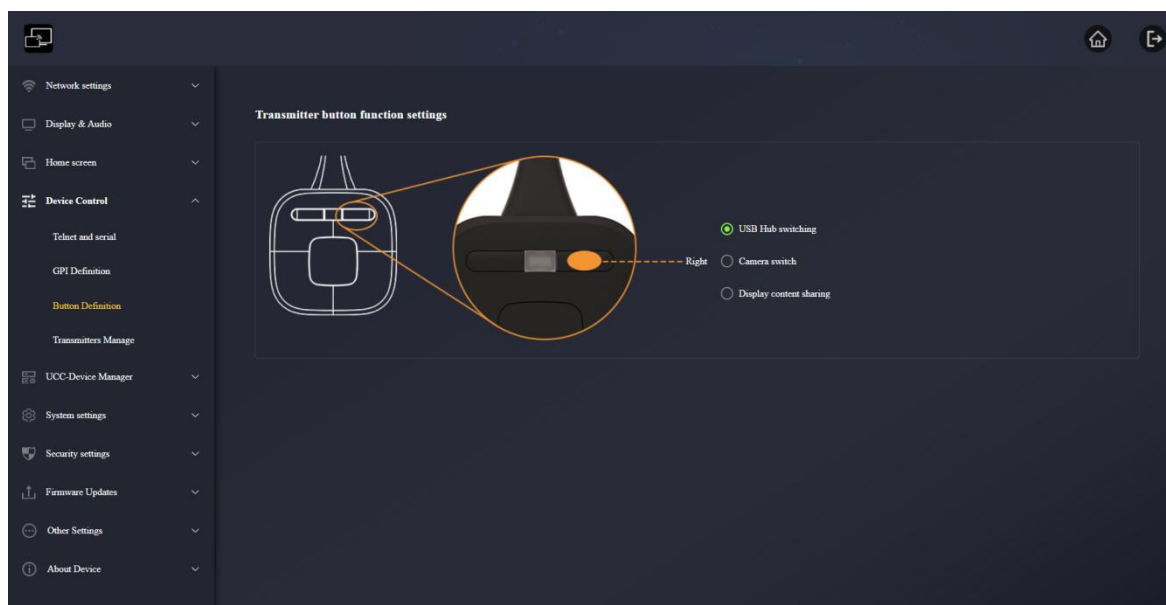 Network settings
Display & Audio
Home screen
Device Control
Telnet and serial
GPI Definition
Button Definition
Transmitters Manage
UCC-Device Manager
System settings
Security settings
Firmware Updates
Other Settings
About Device
Transmitter button function settings
Right
USB Hub switching
Camera switch
Display content sharing